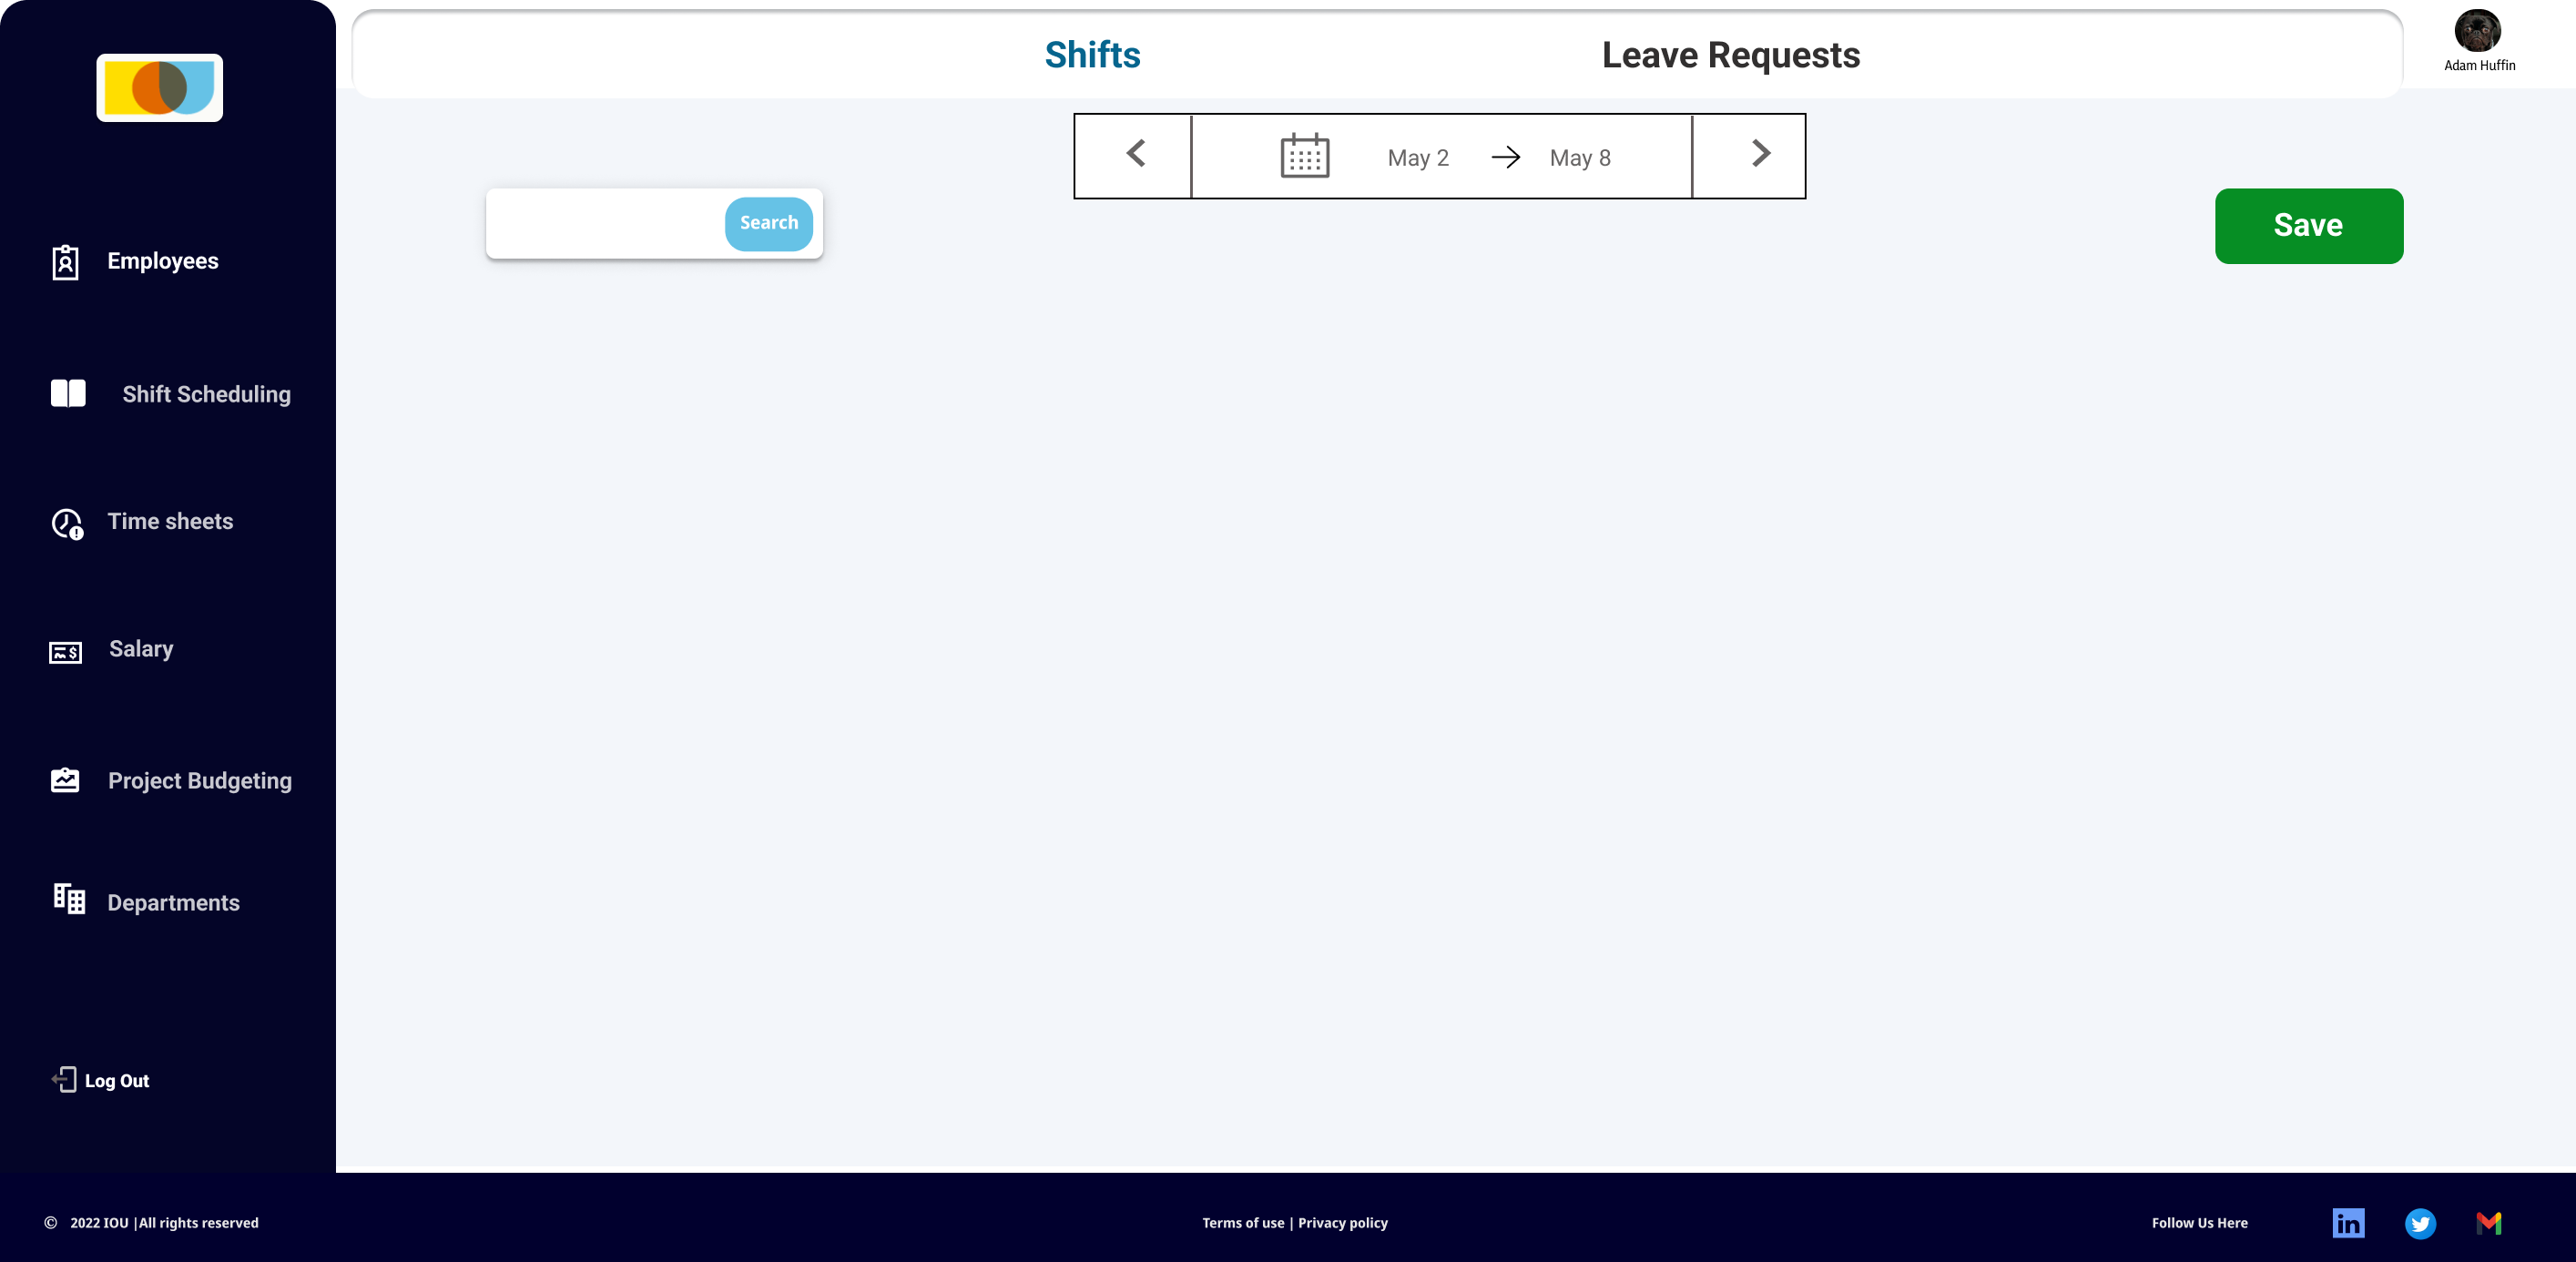 Shifts
Leave Requests
Adam Huffin
May 2
May 8
Search
Save
Employees
Shift Scheduling
Time sheets
Salary
Project Budgeting
Departments
Log Out
© 2022 IOU |All rights reserved
Terms of use | Privacy policy
Follow Us Here
in